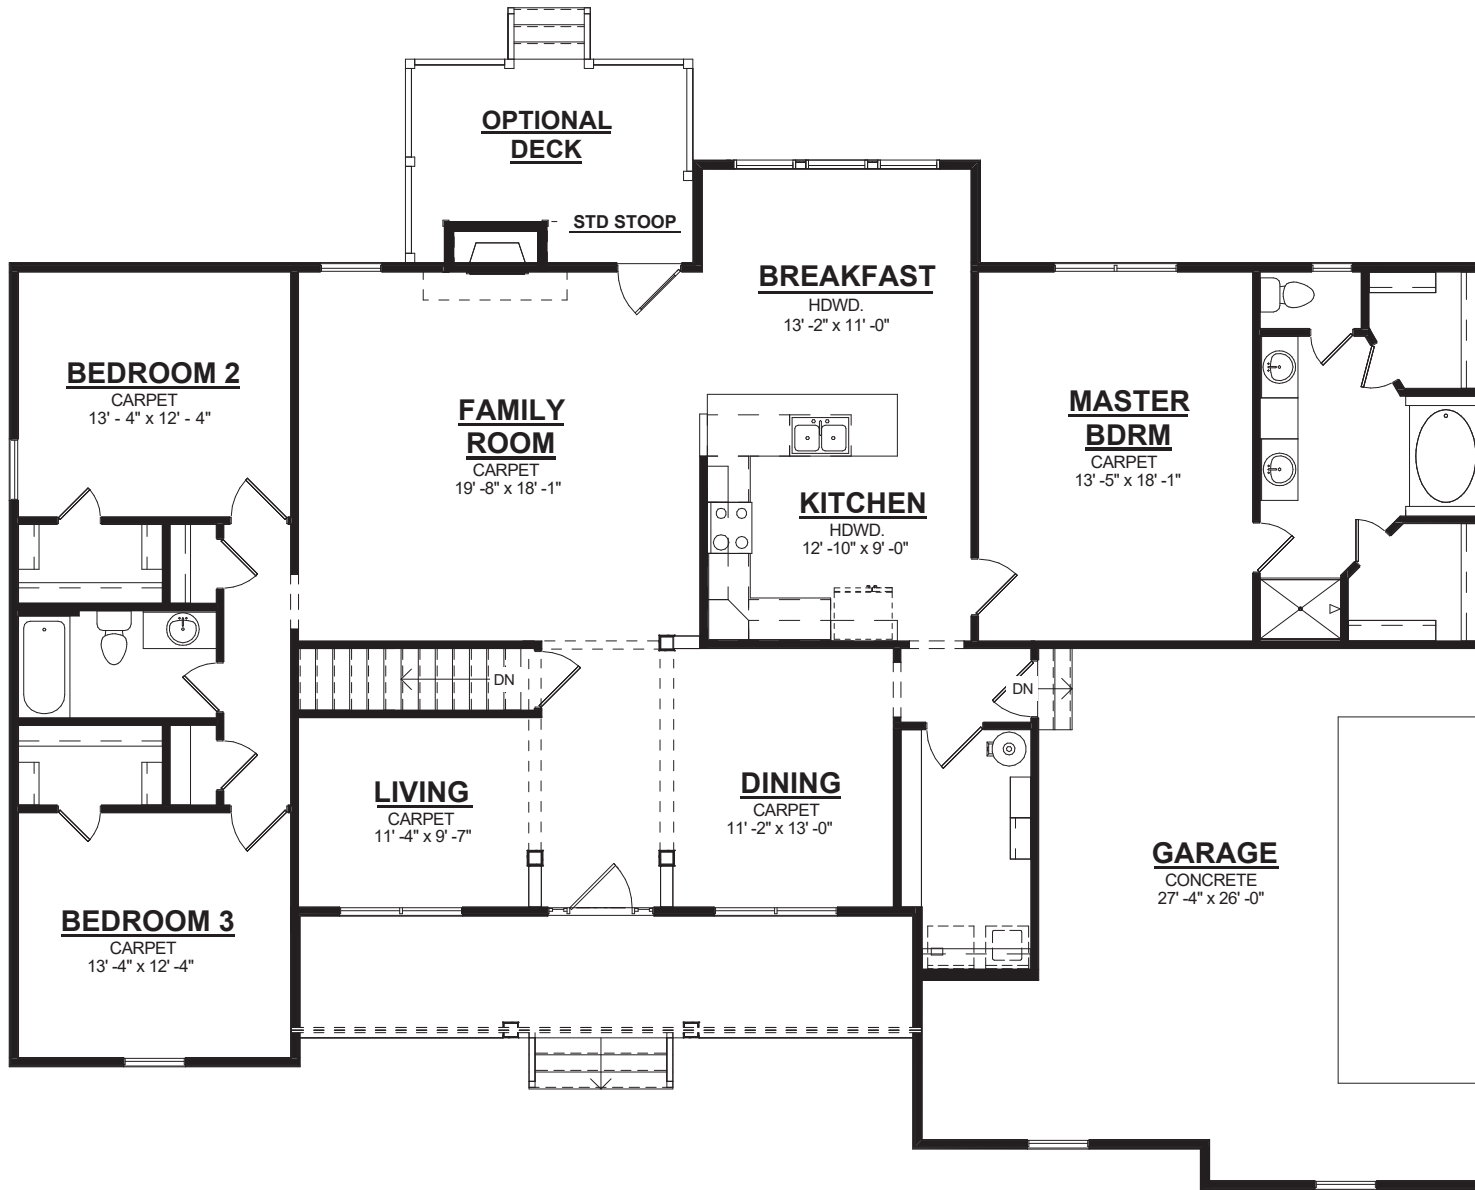 OPTIONAL
DECK
STD STOOP
BREAKFAST
HDWD.
13' -2" x 11' -0"
BEDROOM 2
CARPET
13' - 4" x 12' - 4"
FAMILY
ROOM
CARPET
19' -8" x 18' -1"
MASTER
BDRM
CARPET
13' -5" x 18' -1"
KITCHEN
HDWD.
12' -10" x 9' -0"
DN
DN
LIVING
CARPET
11' -4" x 9' -7"
DINING
CARPET
11' -2" x 13' -0"
GARAGE
CONCRETE
27' -4" x 26' -0"
BEDROOM 3
CARPET
13' -4" x 12' -4"